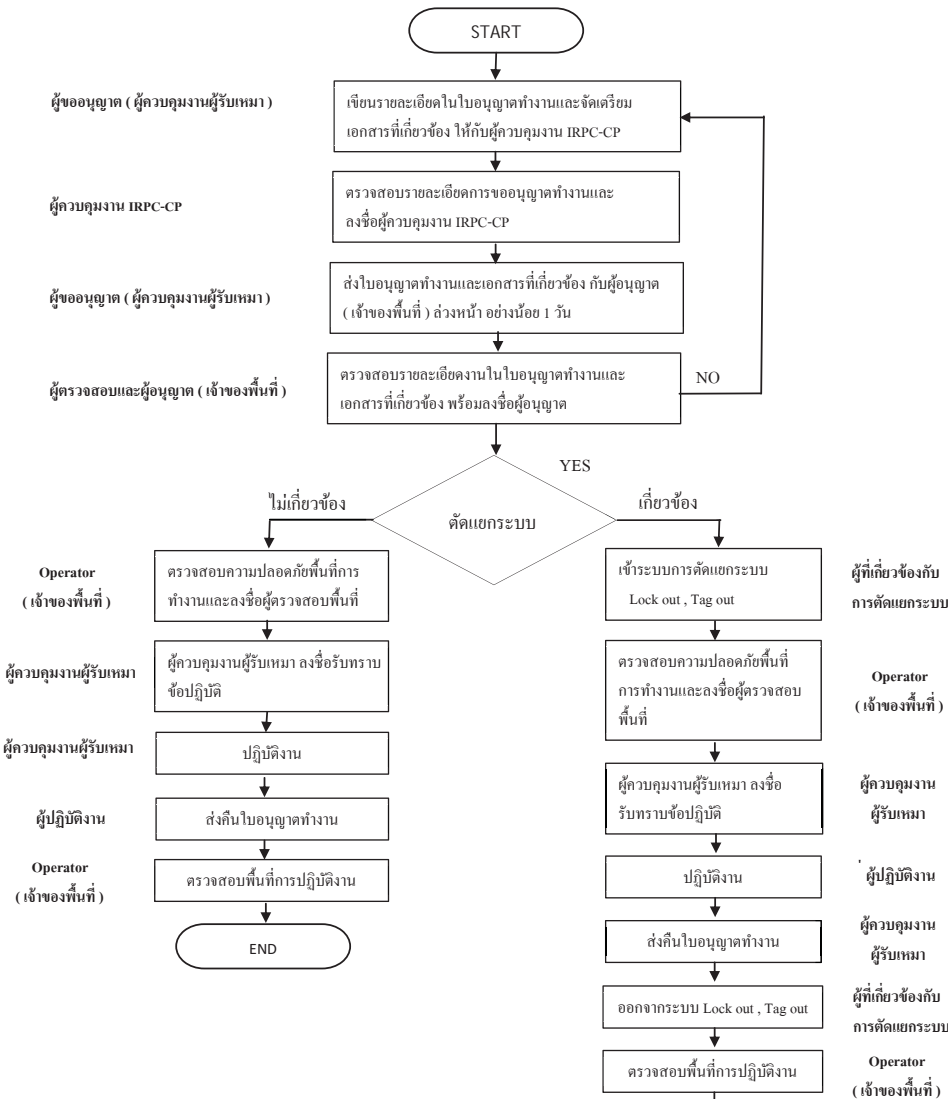 START
ผู้ขออนุญาต ( ผู้ควบคุมงานผู้รับเหมา )
เขียนรายละเอียดในใบอนุญาตทำงานและจัดเตรียม
เอกสารที่เกี่ยวข้อง ให้กับผู้ควบคุมงาน IRPC-CP
ผู้ควบคุมงาน IRPC-CP
ตรวจสอบรายละเอียดการขออนุญาตทำงานและ
ลงชื่อผู้ควบคุมงาน IRPC-CP
ผู้ขออนุญาต ( ผู้ควบคุมงานผู้รับเหมา )
ส่งใบอนุญาตทำงานและเอกสารที่เกี่ยวข้อง กับผู้อนุญาต
( เจ้าของพื้นที่ ) ล่วงหน้า อย่างน้อย 1 วัน
ผู้ตรวจสอบและผู้อนุญาต ( เจ้าของพื้นที่ )
ตรวจสอบรายละเอียดงานในใบอนุญาตทำงานและ
เอกสารที่เกี่ยวข้อง พร้อมลงชื่อผู้อนุญาต
NO
YES
ไม่เกี่ยวข้อง
ตัดแยกระบบ
เกี่ยวข้อง
Operator
( เจ้าของพื้นที่ )
ตรวจสอบความปลอดภัยพื้นที่การ
ทำงานและลงชื่อผู้ตรวจสอบพื้นที่
ผู้ควบคุมงานผู้รับเหมา
ผู้ควบคุมงานผู้รับเหมา ลงชื่อรับทราบ
ข้อปฏิบัติ
ผู้ควบคุมงานผู้รับเหมา
ปฏิบัติงาน
ผู้ปฏิบัติงาน
ส่งคืนใบอนุญาตทำงาน
Operator
( เจ้าของพื้นที่ )
ตรวจสอบพื้นที่การปฏิบัติงาน
END
เข้าระบบการตัดแยกระบบ
Lock out , Tag out
ผู้ที่เกี่ยวข้องกับ
การตัดแยกระบบ
ตรวจสอบความปลอดภัยพื้นที่
การทำงานและลงชื่อผู้ตรวจสอบ
พื้นที่
Operator
( เจ้าของพื้นที่ )
ผู้ควบคุมงานผู้รับเหมา ลงชื่อ
รับทราบข้อปฏิบัติ
ผู้ควบคุมงาน
ผู้รับเหมา
ปฏิบัติงาน
ผู้ปฏิบัติงาน
ส่งคืนใบอนุญาตทำงาน
ผู้ควบคุมงาน
ผู้รับเหมา
ออกจากระบบ Lock out , Tag out
ผู้ที่เกี่ยวข้องกับ
การตัดแยกระบบ
ตรวจสอบพื้นที่การปฏิบัติงาน
Operator
( เจ้าของพื้นที่ )